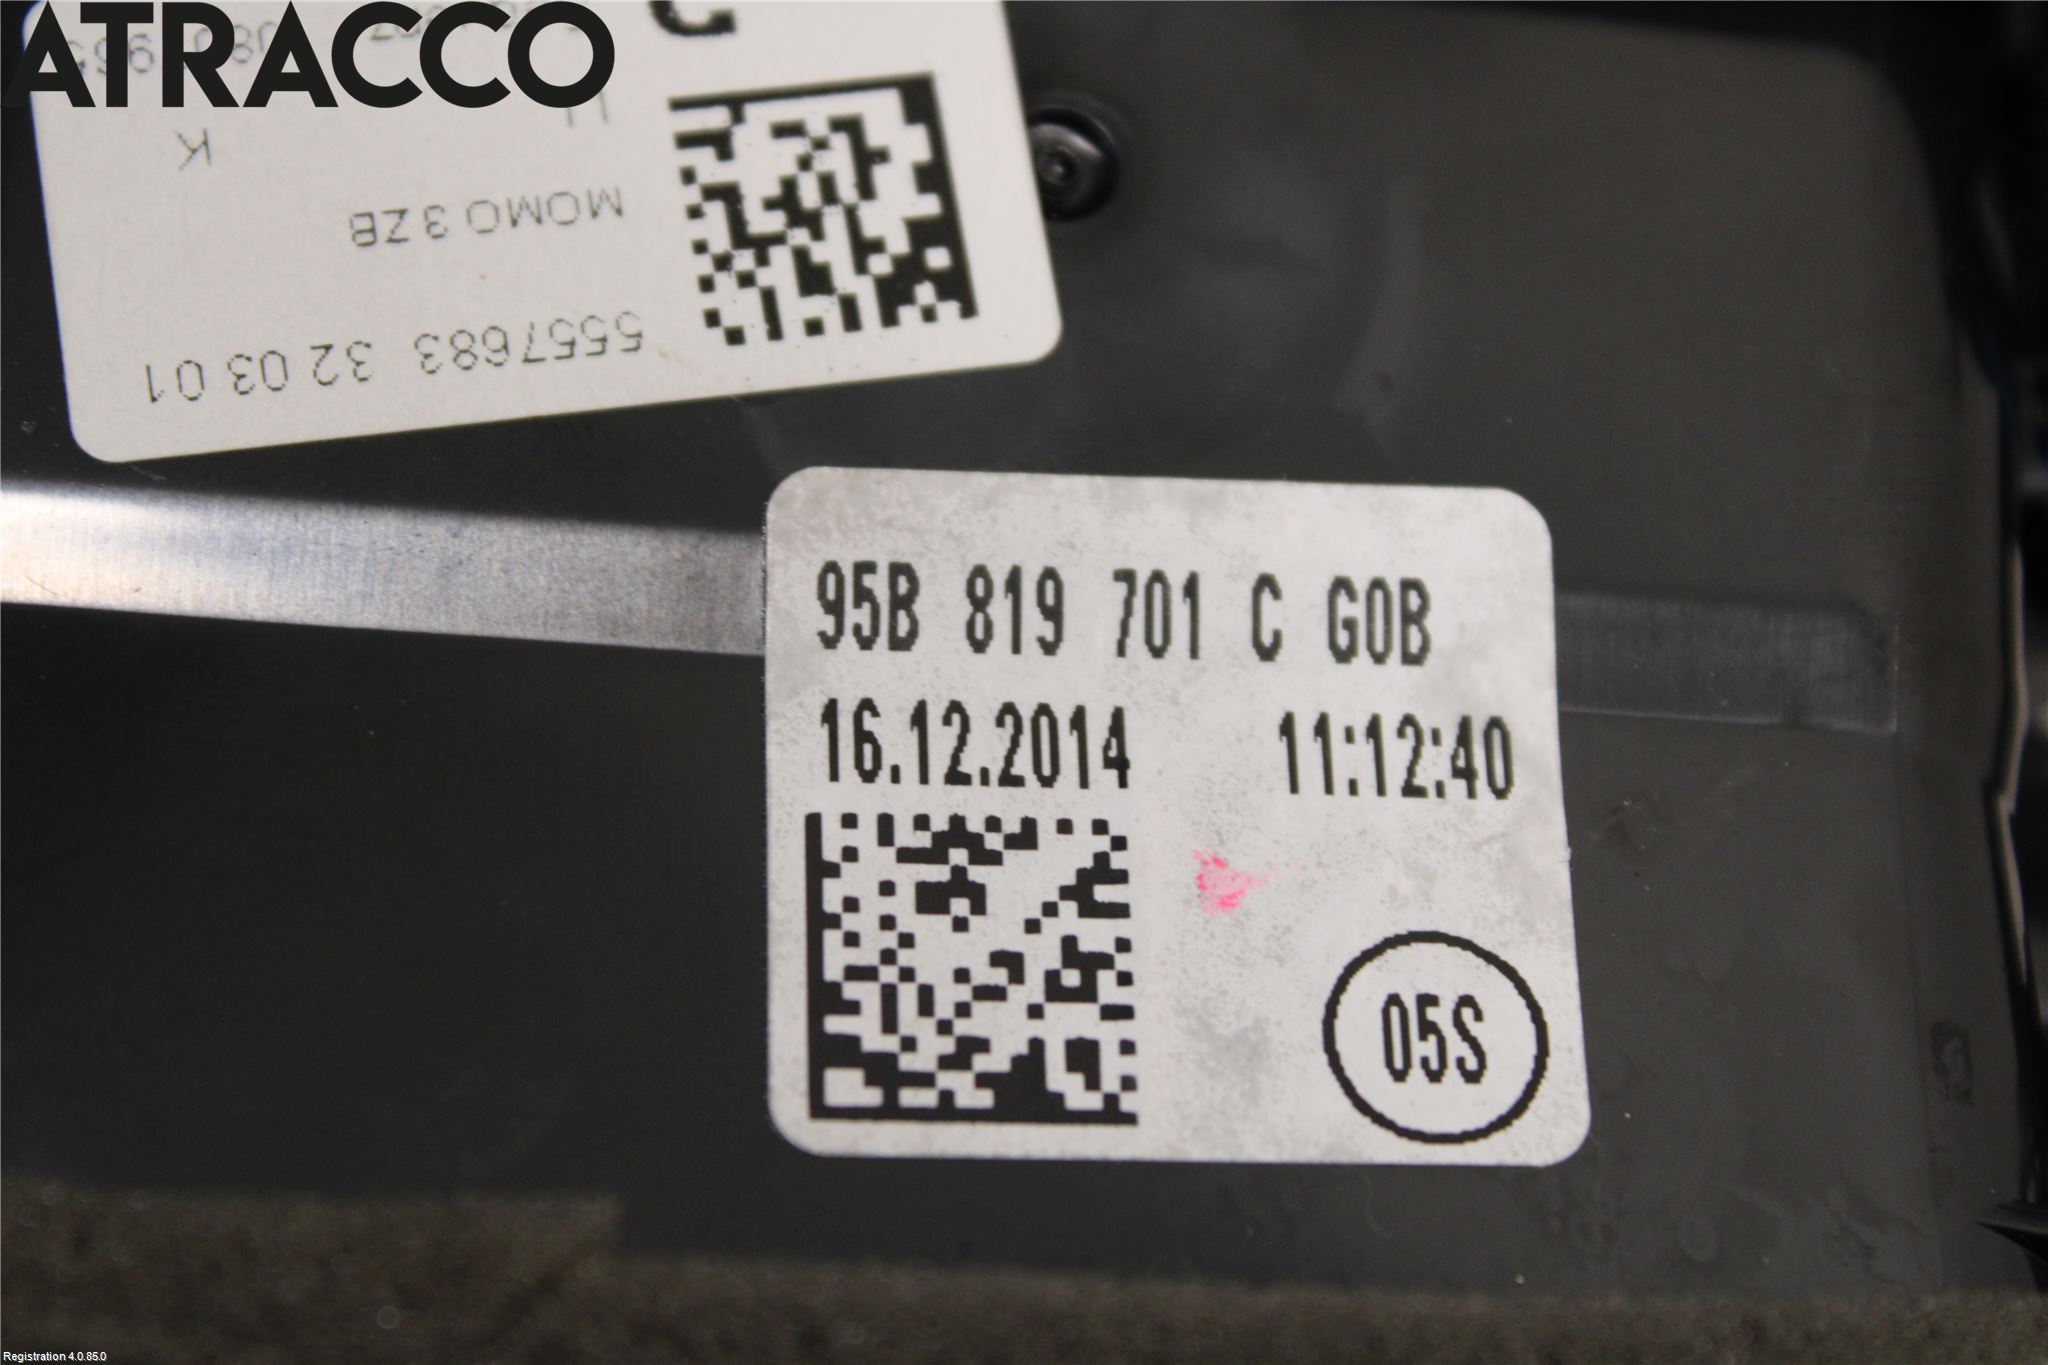 ATRACCO
K
MOMO 3ZB
5557683 32 03 01
95B 819 701 C G0B
16.12.2014 11:12:40
05S
Registration 4.0.85.0